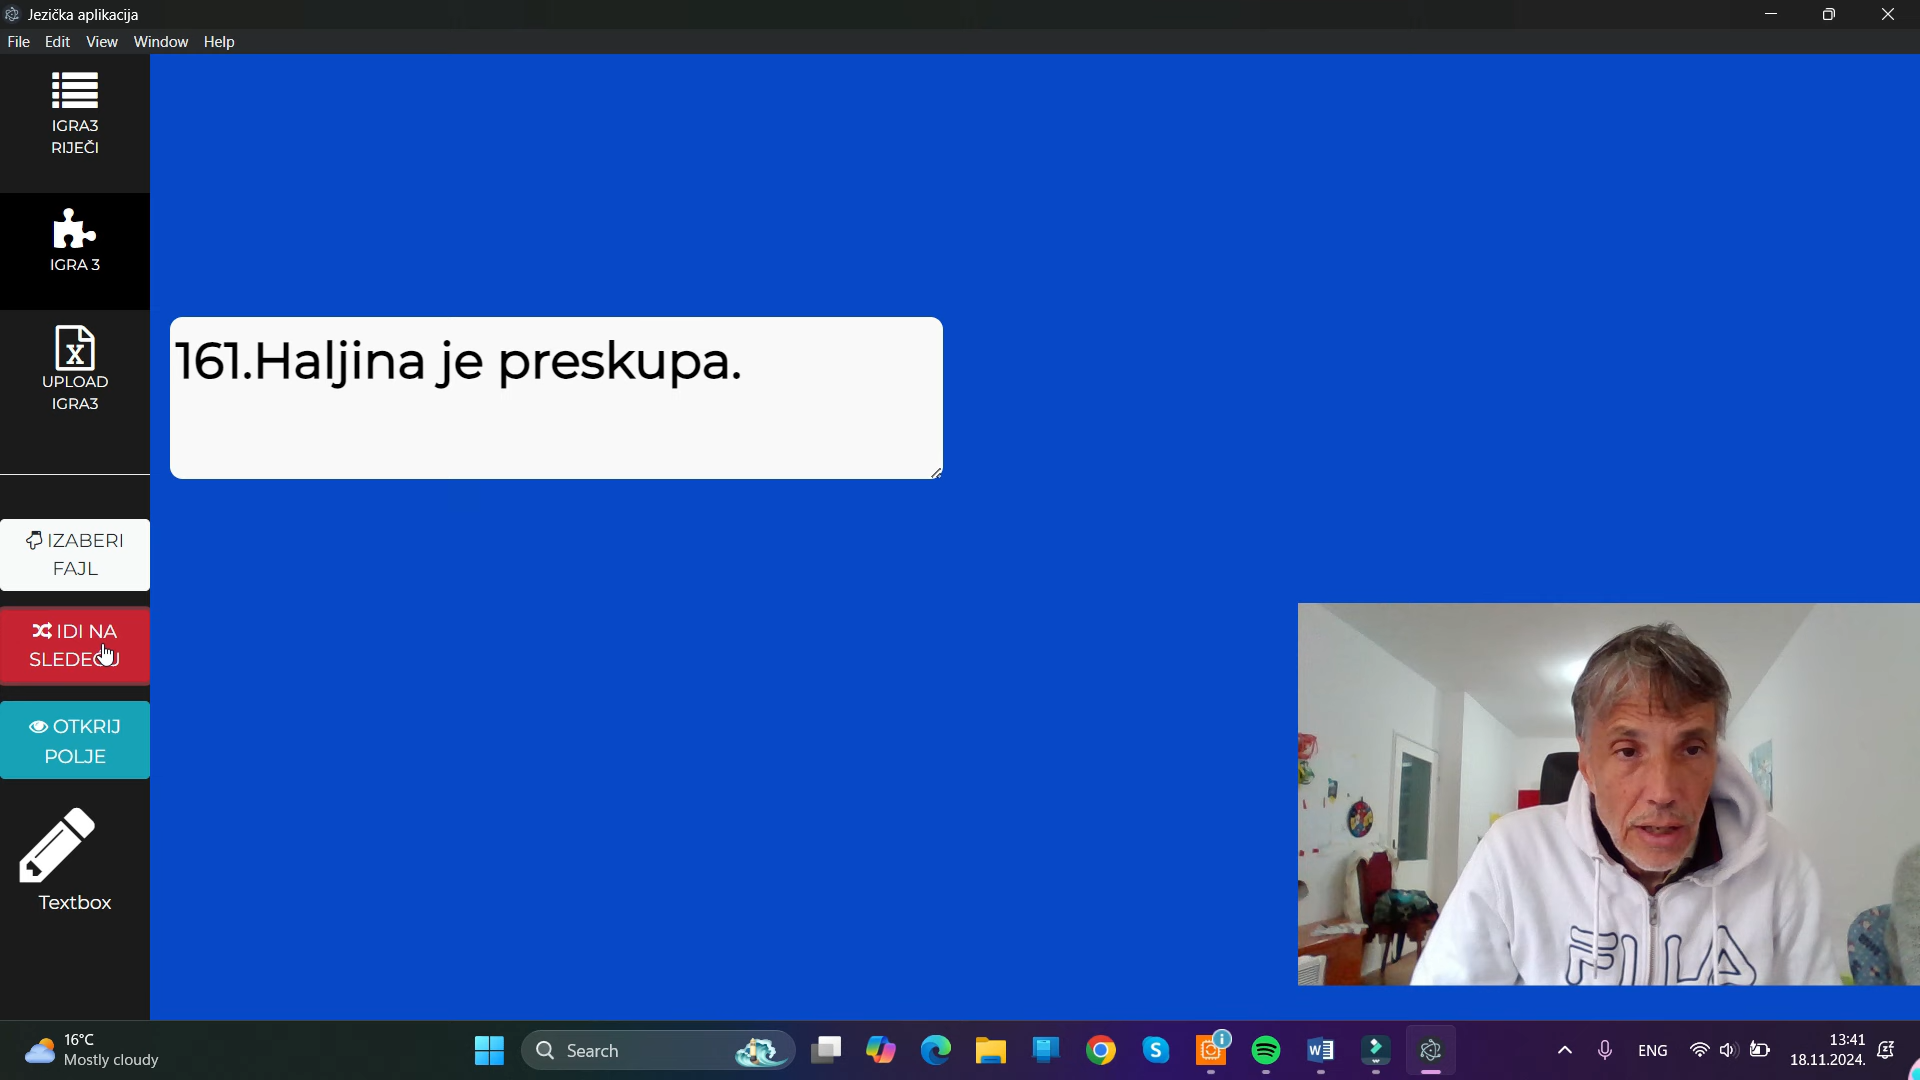 Jezička aplikacija
File Edit View Window Help
IGRA3
RIJEČI
IGRA 3
X
UPLOAD
IGRA3
161.Haljina je preskupa.
IZABERI
FAJL
IDI NA
OTKRIJ
POLJE
Textbox
FILA
16°C
Mostly cloudy
Search
ENG
13:41
18.11.2024.